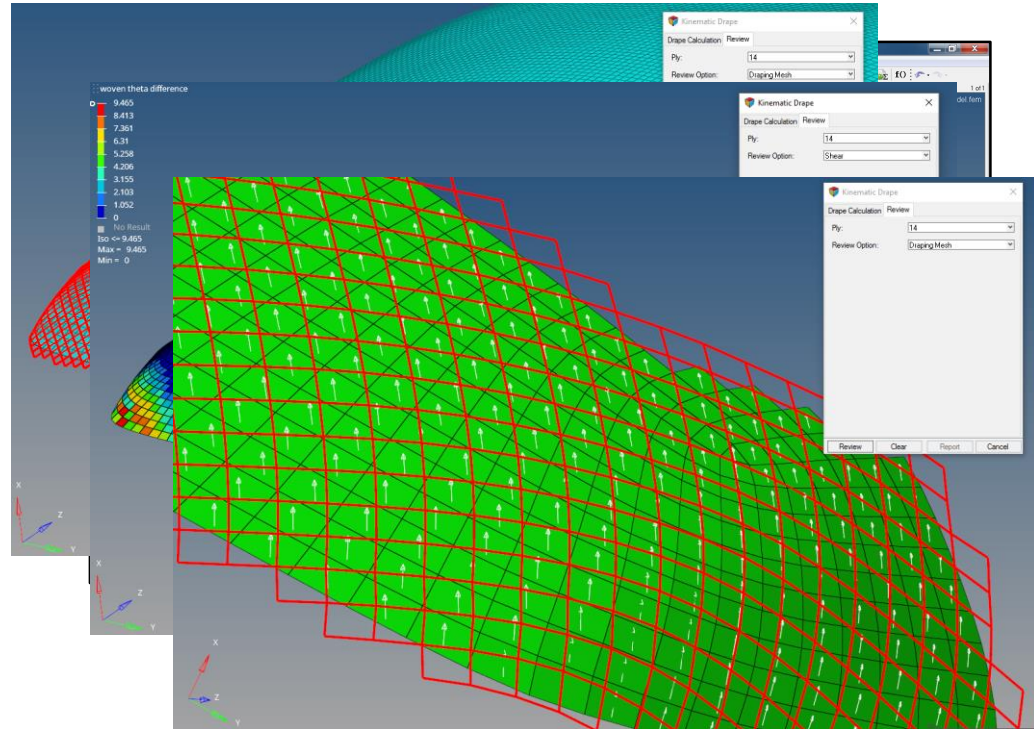 Kinematic Drape
Drape Calculation Review
Ply: 14
Review Option: Draping Mesh
f()
1 of 1
del.fem
woven theta difference
9.465
8.413
7.361
6.31
5.258
4.206
3.155
2.103
1.052
0
No Result
Iso <= 9.465
Max = 9.465
Min = 0
Kinematic Drape
Drape Calculation Review
Ply: 14
Review Option: Shear
Kinematic Drape
Drape Calculation Review
Ply: 14
Review Option: Draping Mesh
Review Clear Report Cancel
X
Z
Y
X
Z
Y
X
Z
Y